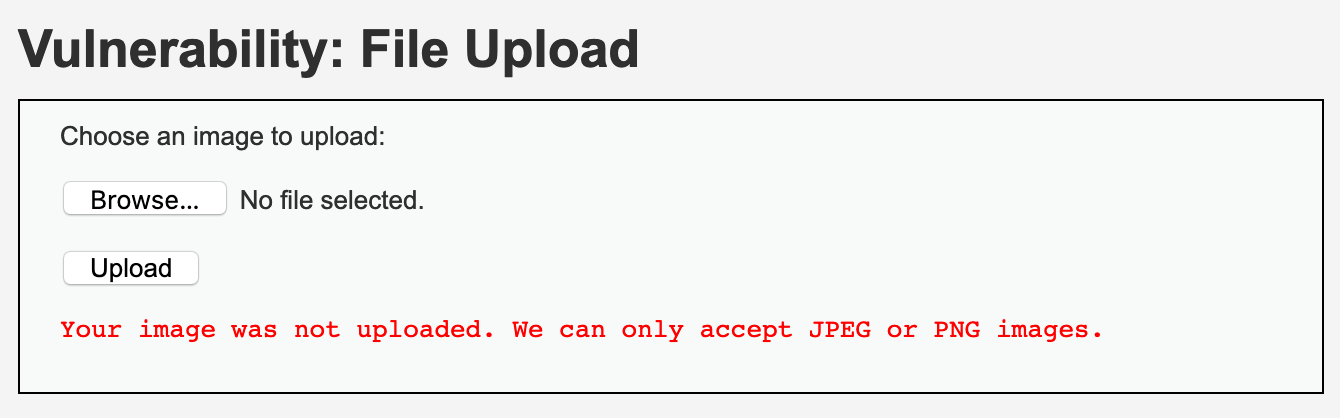 Vulnerability: File Upload
Choose an image to upload:
Browse... No file selected.
Upload
Your image was not uploaded. We can only accept JPEG or PNG images.